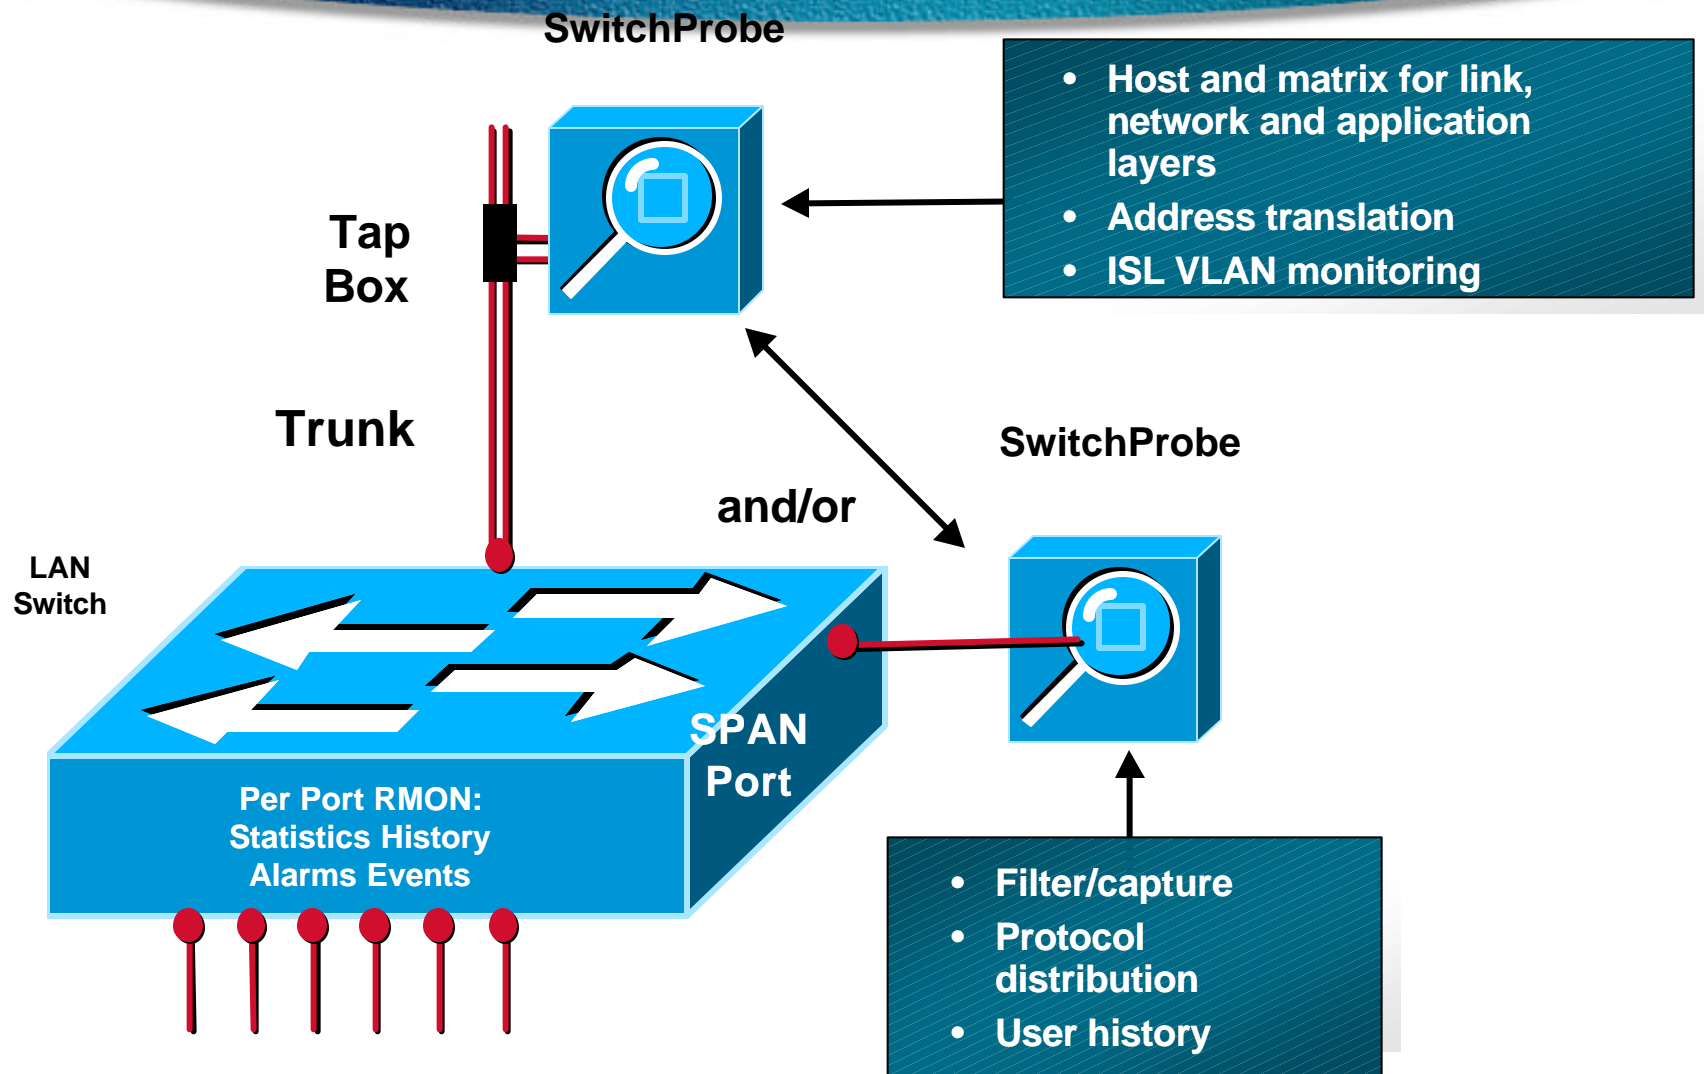 SwitchProbe
• Host and matrix for link,
network and application
layers
• Address translation
• ISL VLAN monitoring
Tap
Box
Trunk
SwitchProbe
and/or
LAN
Switch
SPAN
Port
Per Port RMON:
Statistics History
Alarms Events
• Filter/capture
• Protocol
distribution
• User history